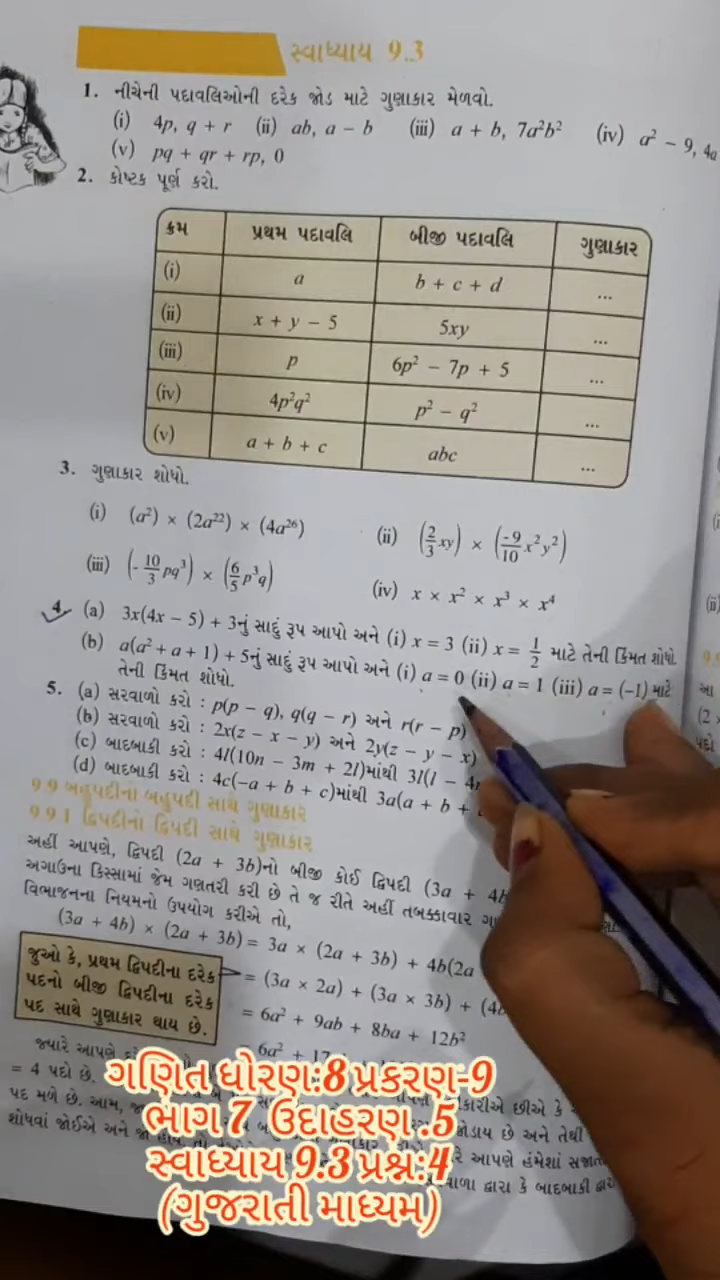 સ્વાધ્યાય 9.3
1. નીચેની પદાવલિઓની દરેક જોડ માટે ગુણાકાર મેળવો.
(i) 4p, q + r (ii) ab, a – b (iii) a + b, 7a²b² (iv) a² – 9, 4a
(v) pq + qr + rp, 0
2. કોષ્ટક પૂર્ણ કરો.
ક્રમ પ્રથમ પદાવલિ બીજી પદાવલિ ગુણાકાર
(i) a b + c + d ...
(ii) x + y – 5 5xy ...
(iii) p 6p² – 7p + 5 ...
(iv) 4p²q² p² – q² ...
(v) a + b + c abc ...
3. ગુણાકાર શોધો.
(i) (a²) × (2a²²) × (4a²⁶) (ii) (2/3 xy) × (-9/10 x²y²)
(iii) (-10/3 pq³) × (6/5 p³q) (iv) x × x² × x³ × x⁴
4. (a) 3x(4x – 5) + 3નું સાદું રૂપ આપો અને (i) x = 3 (ii) x = 1/2 માટે તેની કિંમત શોધો.
(b) a(a² + a + 1) + 5નું સાદું રૂપ આપો અને (i) a = 0 (ii) a = 1 (iii) a = (–1) માટે
તેની કિંમત શોધો.
5. (a) સરવાળો કરો : p(p – q), q(q – r) અને r(r – p)
(b) સરવાળો કરો : 2x(z – x – y) અને 2y(z – y – x)
(c) બાદબાકી કરો : 4l(10n – 3m + 2l)માંથી 3l(l – 4
(d) બાદબાકી કરો : 4c(–a + b + c)માંથી 3a(a + b +
9.9 બહુપદીનો બહુપદી સાથે ગુણાકાર
9.9.1 દ્વિપદીનો દ્વિપદી સાથે ગુણાકાર
અહીં આપણે, દ્વિપદી (2a + 3b)નો બીજી કોઈ દ્વિપદી (3a + 4b
અગાઉના કિસ્સામાં જેમ ગણતરી કરી છે તે જ રીતે અહીં તબક્કાવાર
વિભાજનના નિયમનો ઉપયોગ કરીએ તો,
(3a + 4b) × (2a + 3b) = 3a × (2a + 3b) + 4b(2a
= (3a × 2a) + (3a × 3b) + (4b
= 6a² + 9ab + 8ba + 12b²
જુઓ કે, પ્રથમ દ્વિપદીના દરેક
પદનો બીજી દ્વિપદીના દરેક
પદ સાથે ગુણાકાર થાય છે.
જ્યારે આપણે
= 4 પદો છે.
ગણિત ધોરણ:8 પ્રકરણ-9
ભાગ 7 ઉદાહરણ .5
સ્વાધ્યાય 9:3 પ્રશ્ન:4
(ગુજરાતી માધ્યમ)